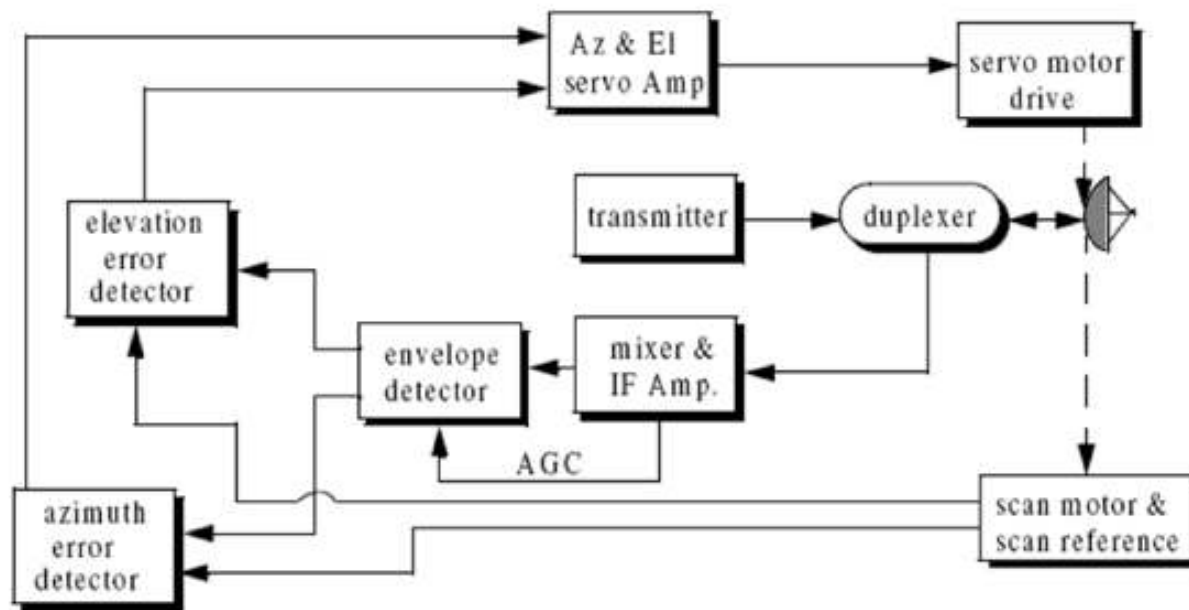 Az & El
servo Amp
servo motor
drive
elevation
error
detector
transmitter
duplexer
envelope
detector
mixer &
IF Amp.
AGC
azimuth
error
detector
scan motor &
scan reference